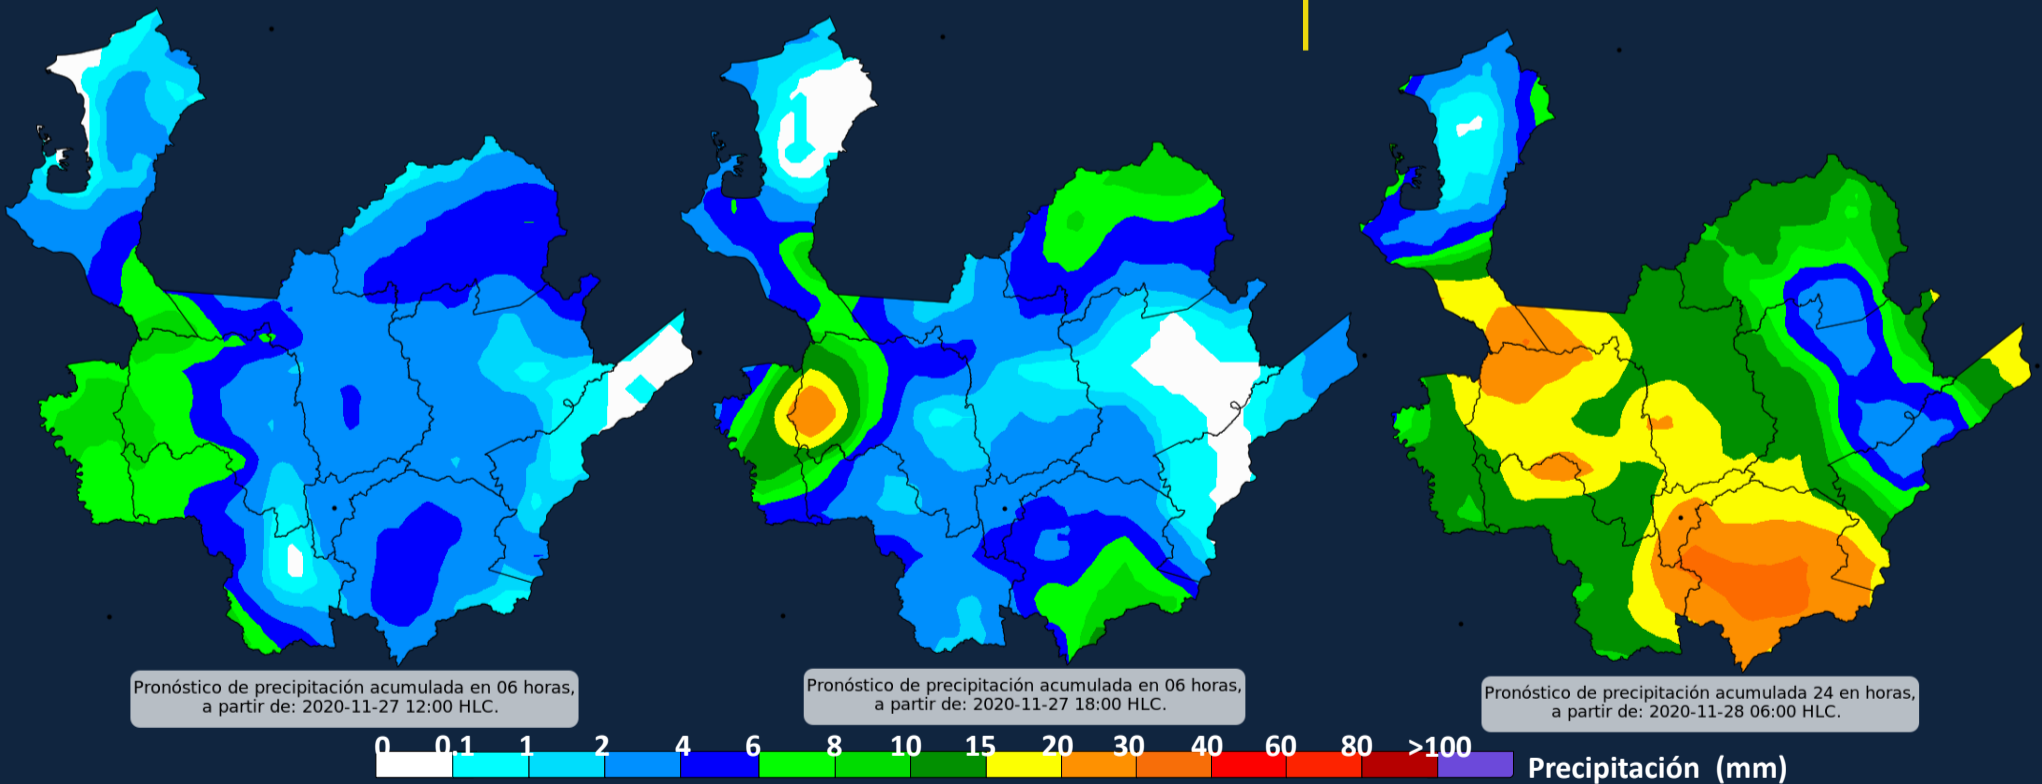 Pronóstico de precipitación acumulada en 06 horas,
a partir de: 2020-11-27 12:00 HLC.
Pronóstico de precipitación acumulada en 06 horas,
a partir de: 2020-11-27 18:00 HLC.
Pronóstico de precipitación acumulada 24 en horas,
a partir de: 2020-11-28 06:00 HLC.
0 0.1 1 2 4 6 8 10 15 20 30 40 60 80 >100
Precipitación (mm)